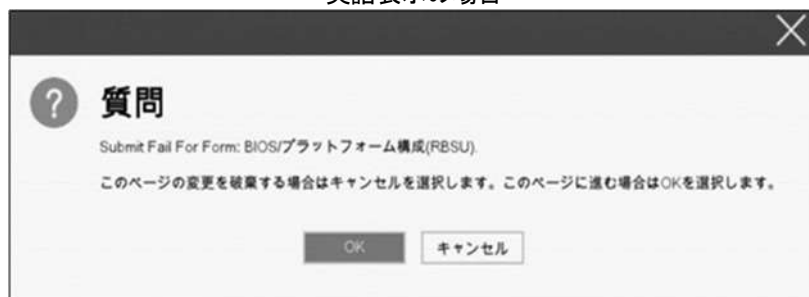 質問
Submit Fail For Form: BIOS/プラットフォーム構成(RBSU).
このページの変更を破棄する場合はキャンセルを選択します。このページに進む場合はOKを選択します。
OK
キャンセル